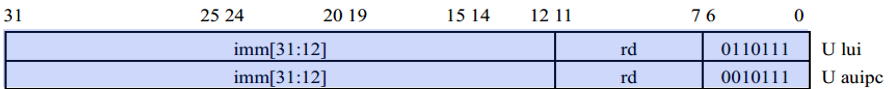 31 25 24 20 19 15 14 12 11 7 6 0
imm[31:12] rd 0110111 U lui
imm[31:12] rd 0010111 U auipc